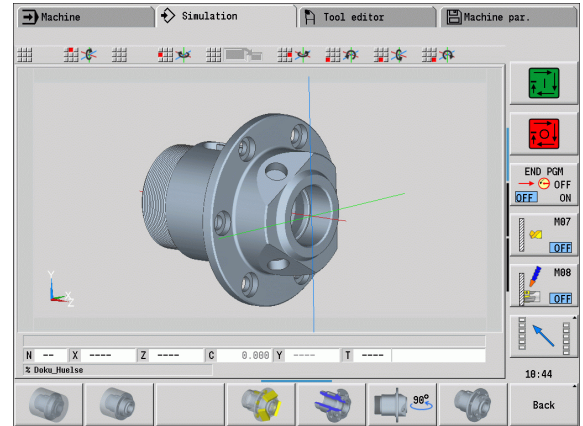 Machine
Simulation
Tool editor
Machine par.
END PGM
OFF
OFF ON
M07
OFF
M08
OFF
Y
X
Z
N -- X ---- Z ---- C 0.000 Y ---- T ----
% Doku_Huelse
10:44
90°
Back